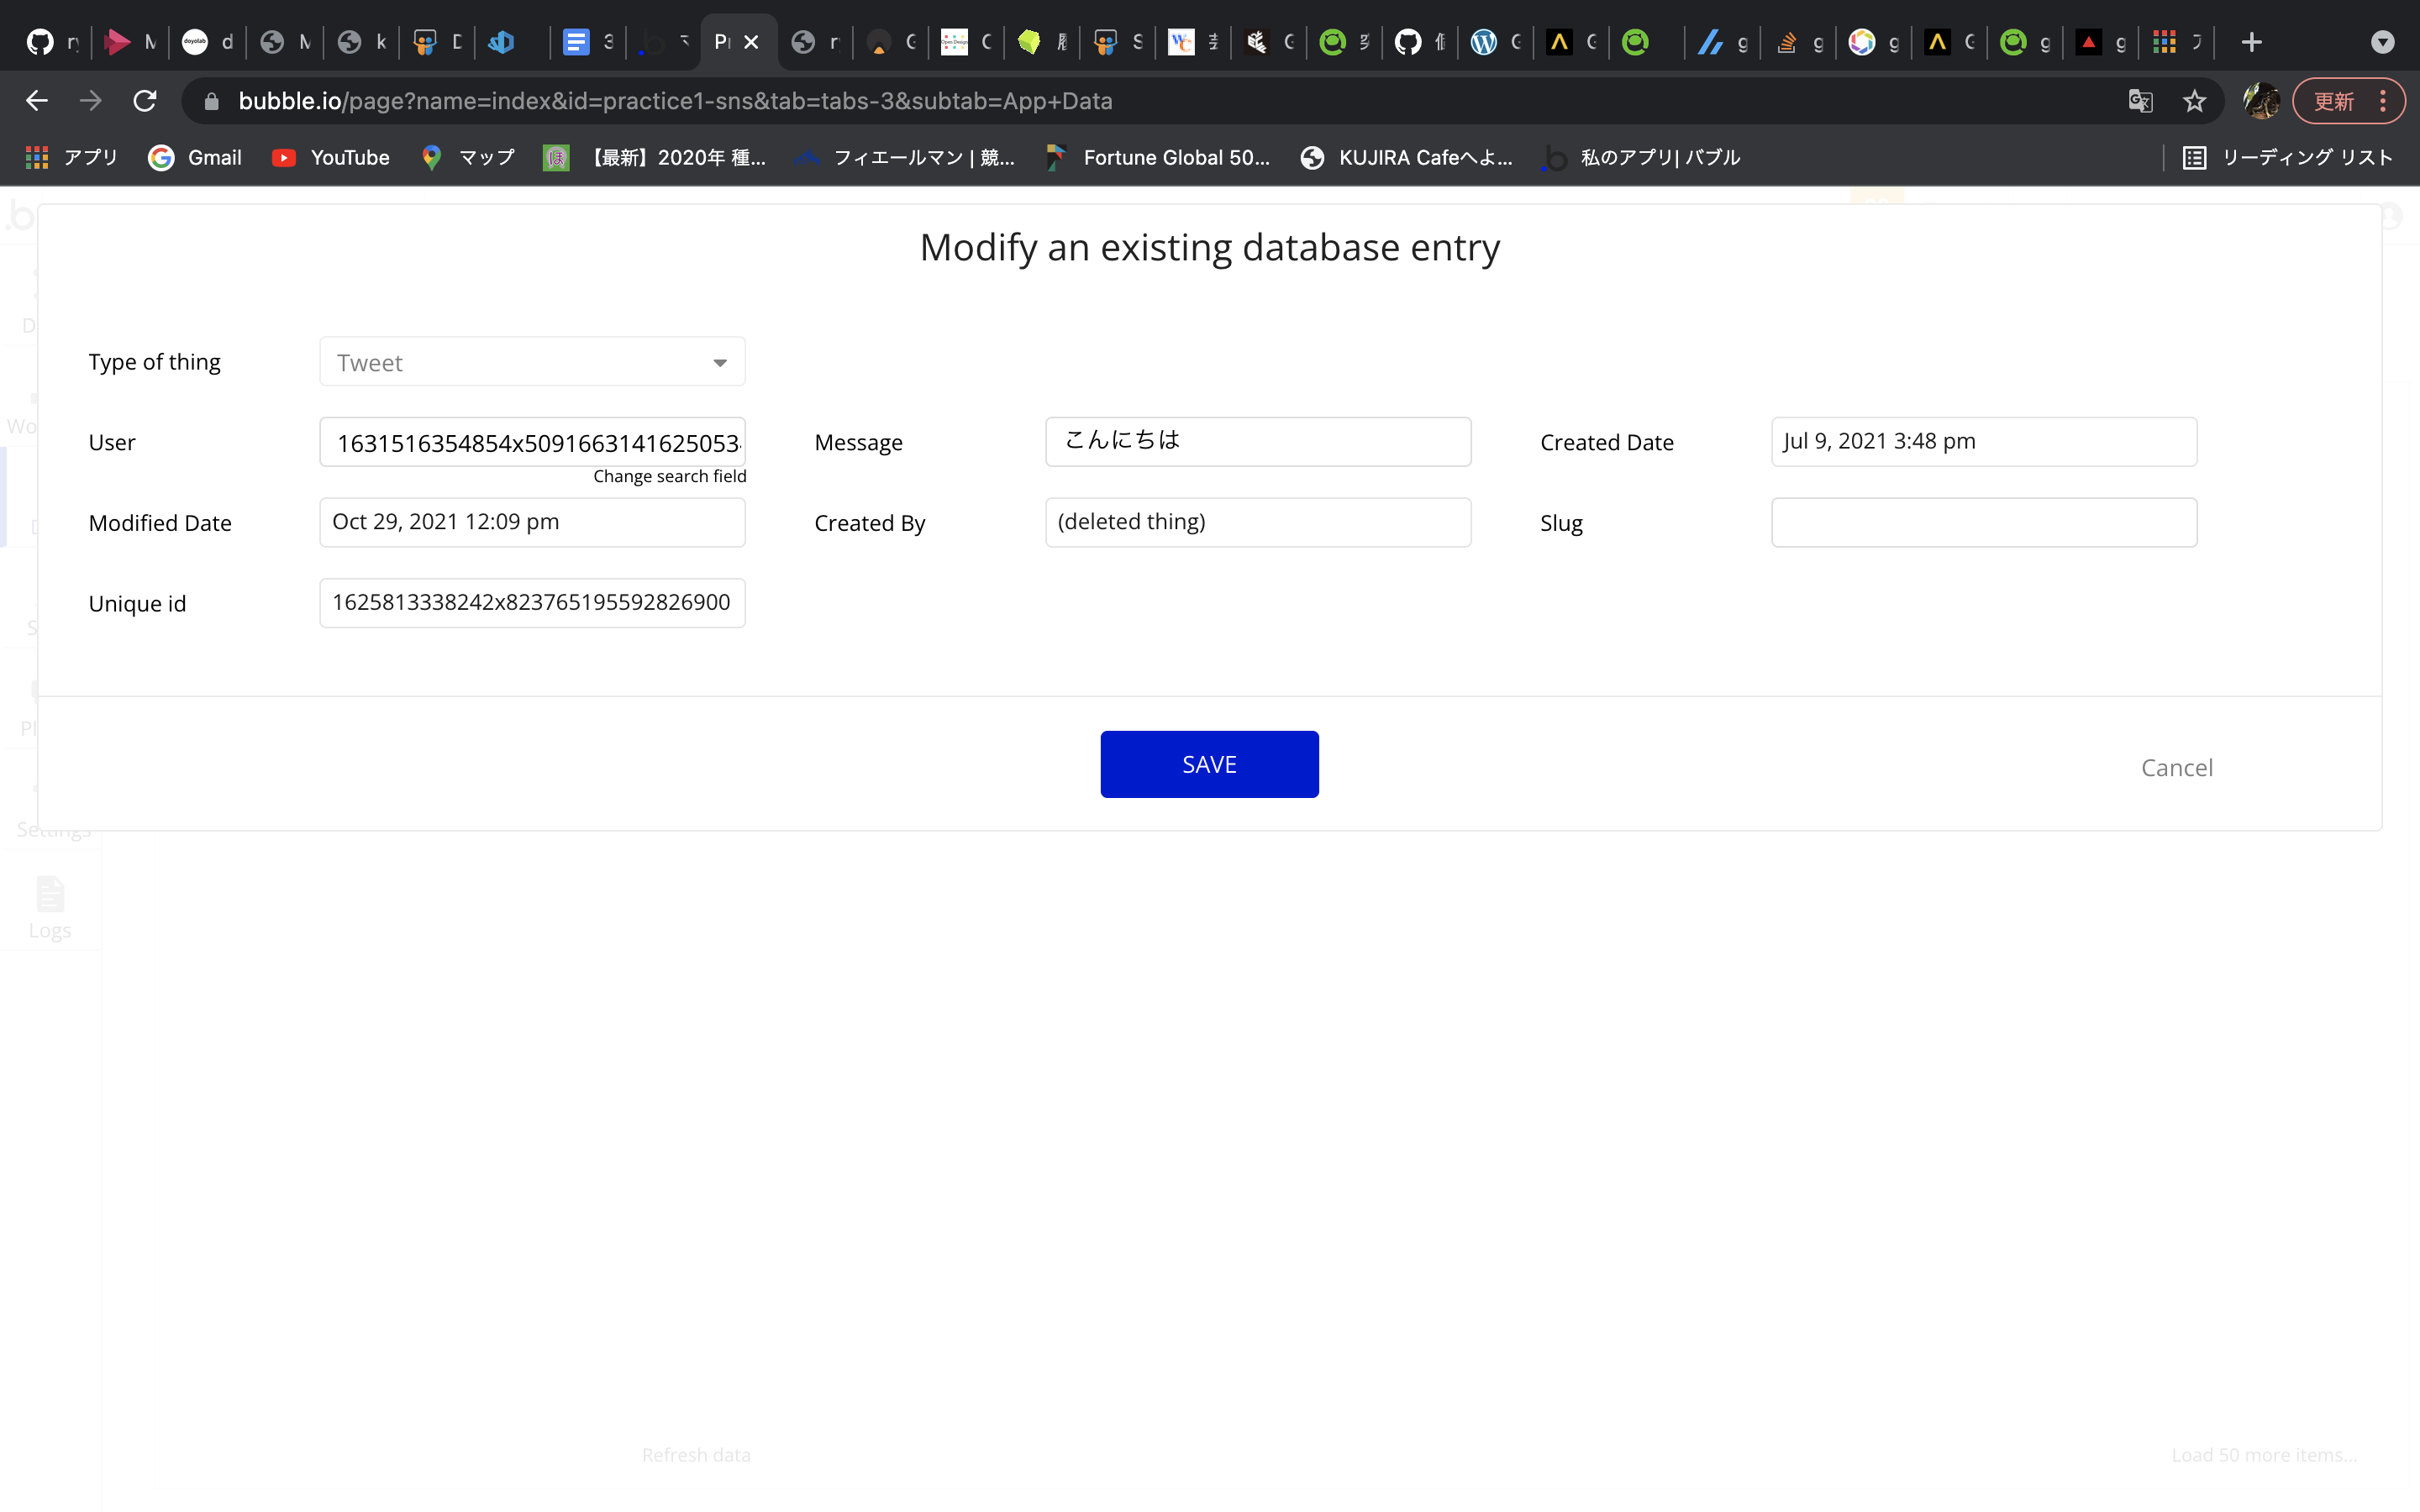 bubble.io/page?name=index&id=practice1-sns&tab=tabs-3&subtab=App+Data
更新
アプリ Gmail YouTube マップ 【最新】2020年 種... フィエールマン | 競... Fortune Global 50... KUJIRA Cafeへよ... 私のアプリ| バブル リーディング リスト
Modify an existing database entry
Type of thing Tweet
User 1631516354854x5091663141625053 Message こんにちは Created Date Jul 9, 2021 3:48 pm
Change search field
Modified Date Oct 29, 2021 12:09 pm Created By (deleted thing) Slug
Unique id 1625813338242x823765195592826900
SAVE
Cancel
Settings
Logs
Refresh data Load 50 more items...